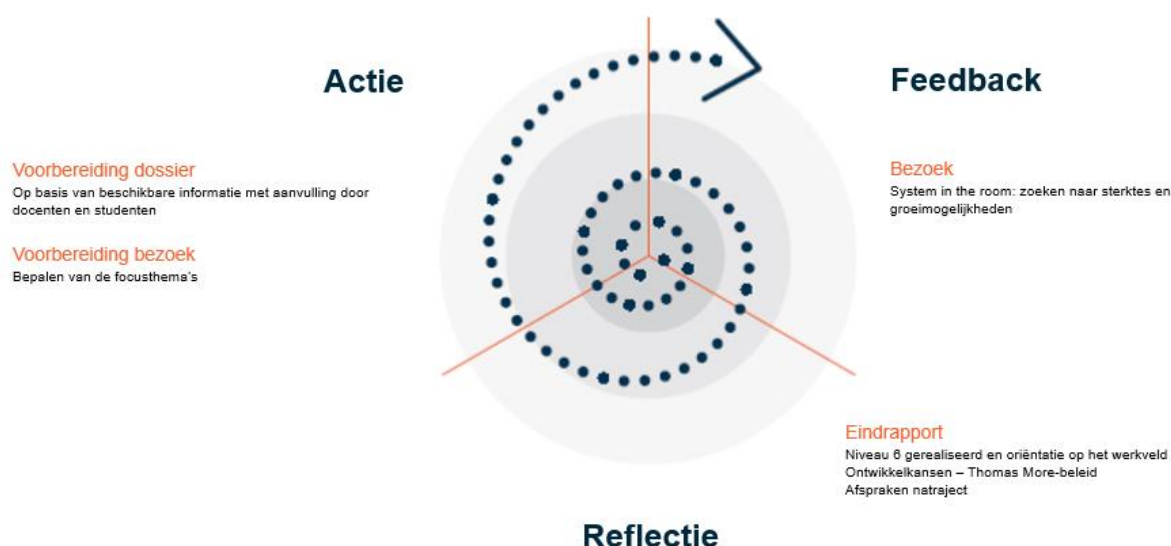 Actie
Feedback
Voorbereiding dossier
Op basis van beschikbare informatie met aanvulling door
docenten en studenten
Voorbereiding bezoek
Bepalen van de focusthema's
Bezoek
System in the room: zoeken naar sterktes en
groeimogelijkheden
Eindrapport
Niveau 6 gerealiseerd en oriëntatie op het werkveld
Ontwikkelkansen – Thomas More-beleid
Afspraken natraject
Reflectie